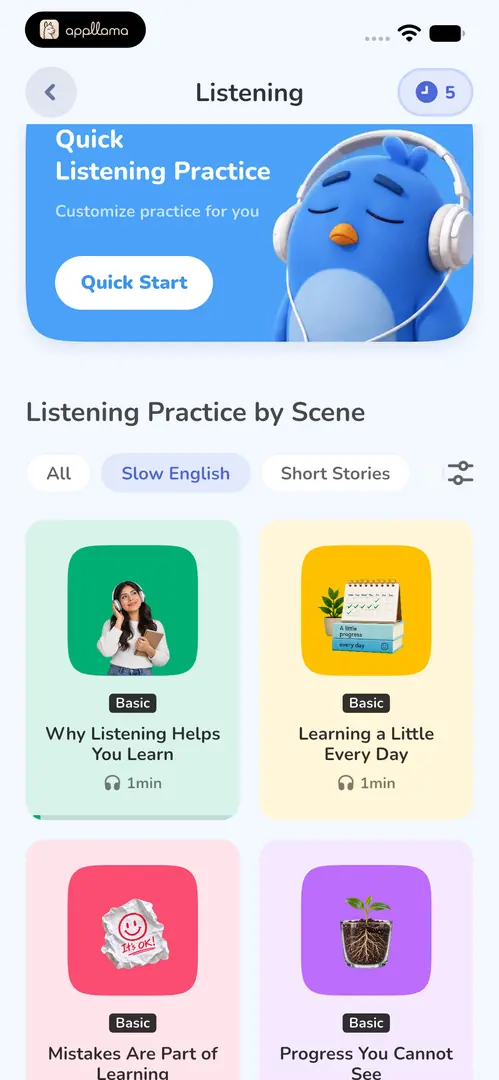 appllama
Listening
5
Quick
Listening Practice
Customize practice for you
Quick Start
Listening Practice by Scene
All
Slow English
Short Stories
A little
progress
every day
Basic
Basic
Why Listening Helps
You Learn
Learning a Little
Every Day
1min
1min
It's OK!
Basic
Basic
Mistakes Are Part of
Learning
Progress You Cannot
See